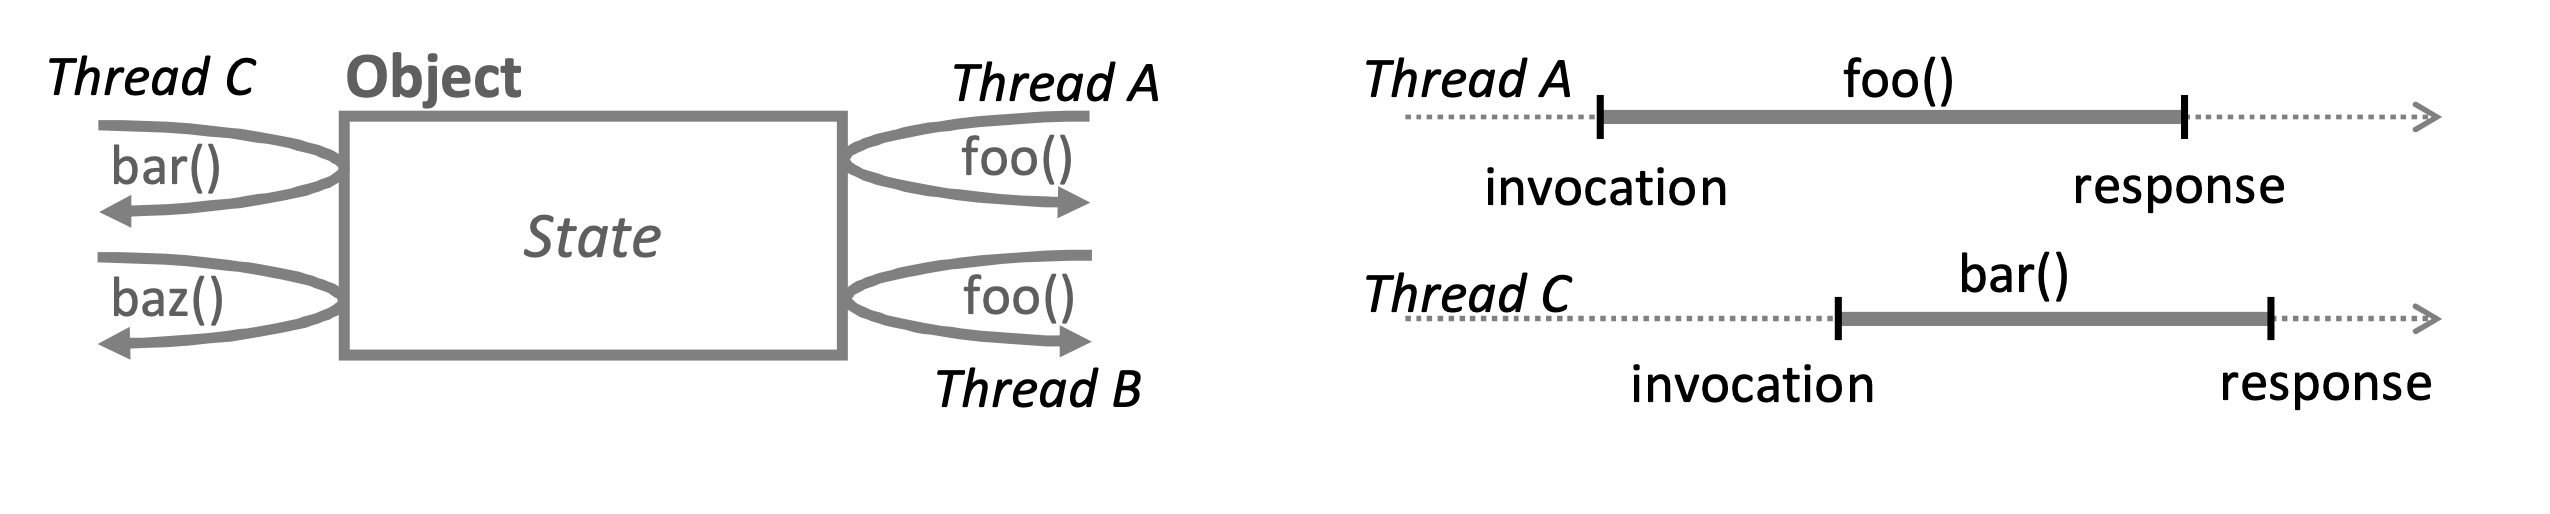 Thread C
Object
Thread A
bar()
foo()
State
baz()
foo()
Thread B
Thread A
foo()
invocation
response
Thread C
bar()
invocation
response